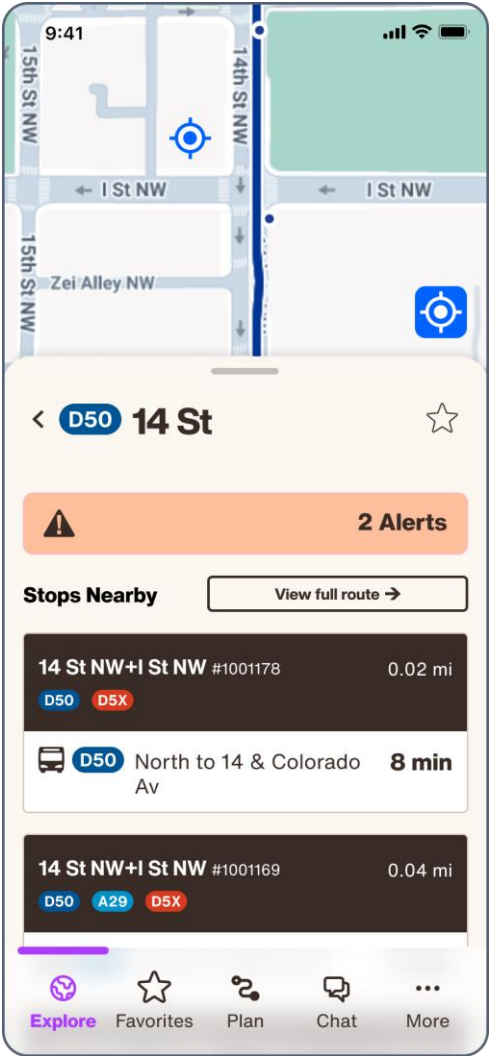 9:41
15th St NW
14th St NW
← I St NW
← I St NW
15th St NW
Zei Alley NW
D50 14 St
2 Alerts
Stops Nearby
View full route →
14 St NW+I St NW #1001178
0.02 mi
D50 D5X
D50 North to 14 & Colorado
Av
8 min
14 St NW+I St NW #1001169
0.04 mi
D50 A29 D5X
Explore Favorites Plan Chat More